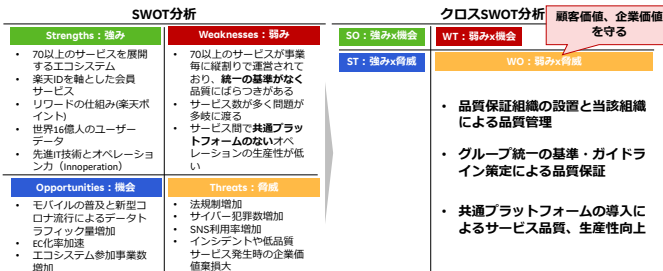 SWOT分析
Strengths：強み
• 70以上のサービスを展開
するエコシステム
• 楽天IDを軸とした会員
サービス
• リワードの仕組み(楽天ポ
イント)
• 世界16億人のユーザー
データ
• 先進IT技術とオペレーショ
ン力（Innoperation）
Weaknesses：弱み
• 70以上のサービスが事業
毎に縦割りで運営されて
おり、統一の基準がなく
品質にばらつきがある
• サービス数が多く問題が
多岐に渡る
• サービス間で共通プラッ
トフォームのないオペ
レーションの生産性が低
い
Opportunities：機会
• モバイルの普及と新型コ
ロナ流行によるデータト
ラフィック量増加
• EC化率加速
• エコシステム参加事業数
増加
Threats：脅威
• 法規制増加
• サイバー犯罪数増加
• SNS利用率増加
• インシデントや低品質
サービス発生時の企業価
値棄損大
クロスSWOT分析
顧客価値、企業価値
を守る
SO：強みx機会
WT：弱みx機会
ST：強みx脅威
WO：弱みx脅威
• 品質保証組織の設置と当該組織
による品質管理
• グループ統一の基準・ガイドラ
イン策定による品質保証
• 共通プラットフォームの導入に
よるサービス品質、生産性向上